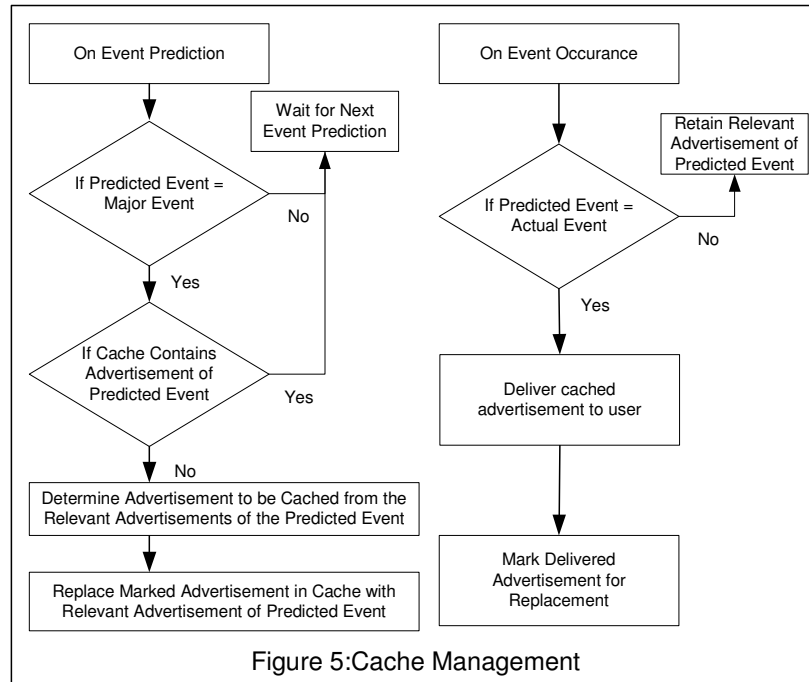 On Event Prediction
Wait for Next
Event Prediction
If Predicted Event =
Major Event
No
Yes
If Cache Contains
Advertisement of
Predicted Event
Yes
No
Determine Advertisement to be Cached from the
Relevant Advertisements of the Predicted Event
Replace Marked Advertisement in Cache with
Relevant Advertisement of Predicted Event
On Event Occurance
Retain Relevant
Advertisement of
Predicted Event
If Predicted Event =
Actual Event
No
Yes
Deliver cached
advertisement to user
Mark Delivered
Advertisement for
Replacement
Figure 5:Cache Management